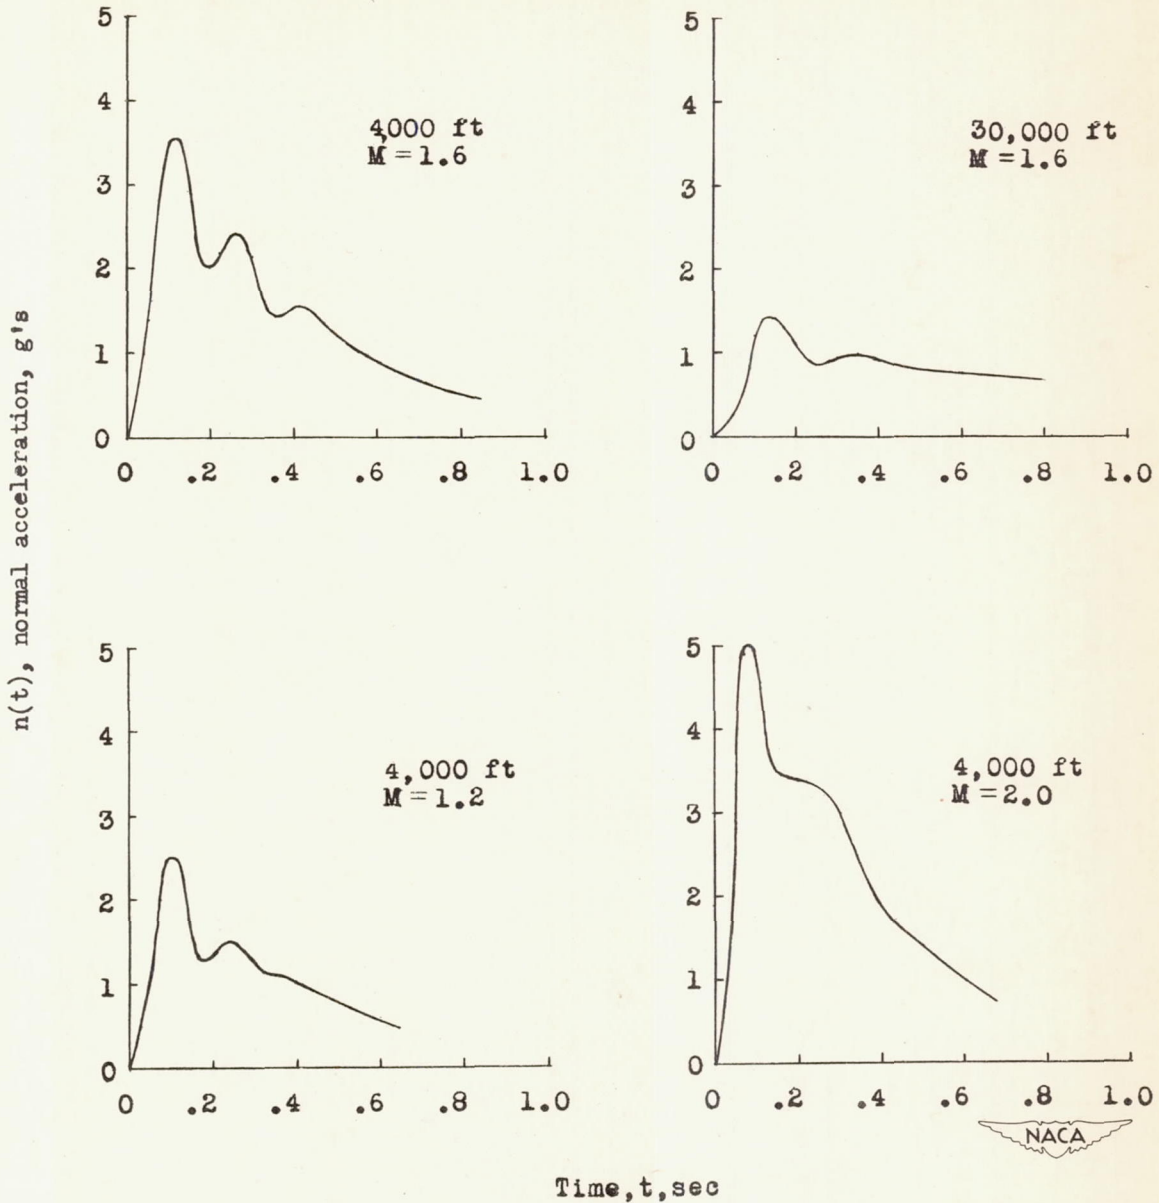 n(t), normal acceleration, g's
5
4
3
2
1
0
0 .2 .4 .6 .8 1.0
4,000 ft
M = 1.6
5
4
3
2
1
0
0 .2 .4 .6 .8 1.0
30,000 ft
M = 1.6
5
4
3
2
1
0
0 .2 .4 .6 .8 1.0
4,000 ft
M = 1.2
5
4
3
2
1
0
0 .2 .4 .6 .8 1.0
4,000 ft
M = 2.0
NACA
Time, t, sec